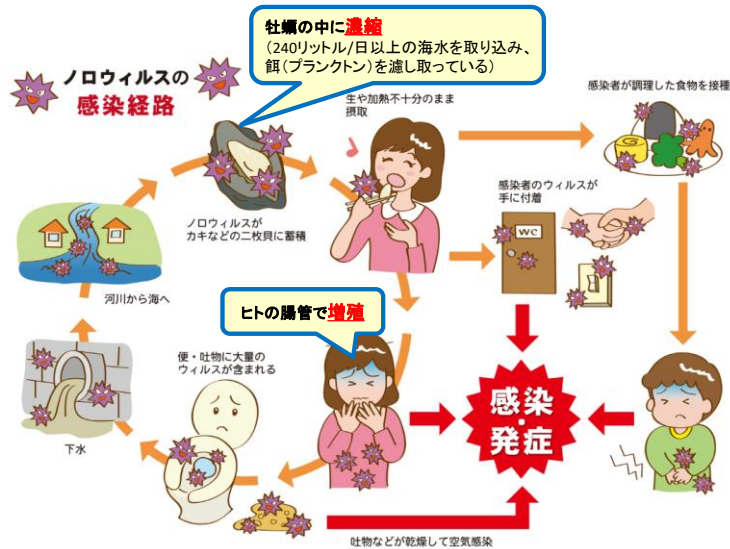 牡蠣の中に濃縮
(240リットル/日以上の海水を取り込み、
餌(プランクトン)を濾し取っている)
ノロウィルスの
感染経路
生や加熱不十分のまま
摂取
感染者が調理した食物を接種
ノロウィルスが
カキなどの二枚貝に蓄積
感染者のウィルスが
手に付着
WC
河川から海へ
ヒトの腸管で増殖
便・吐物に大量の
ウィルスが含まれる
下水
感染
・
発症
吐物などが乾燥して空気感染